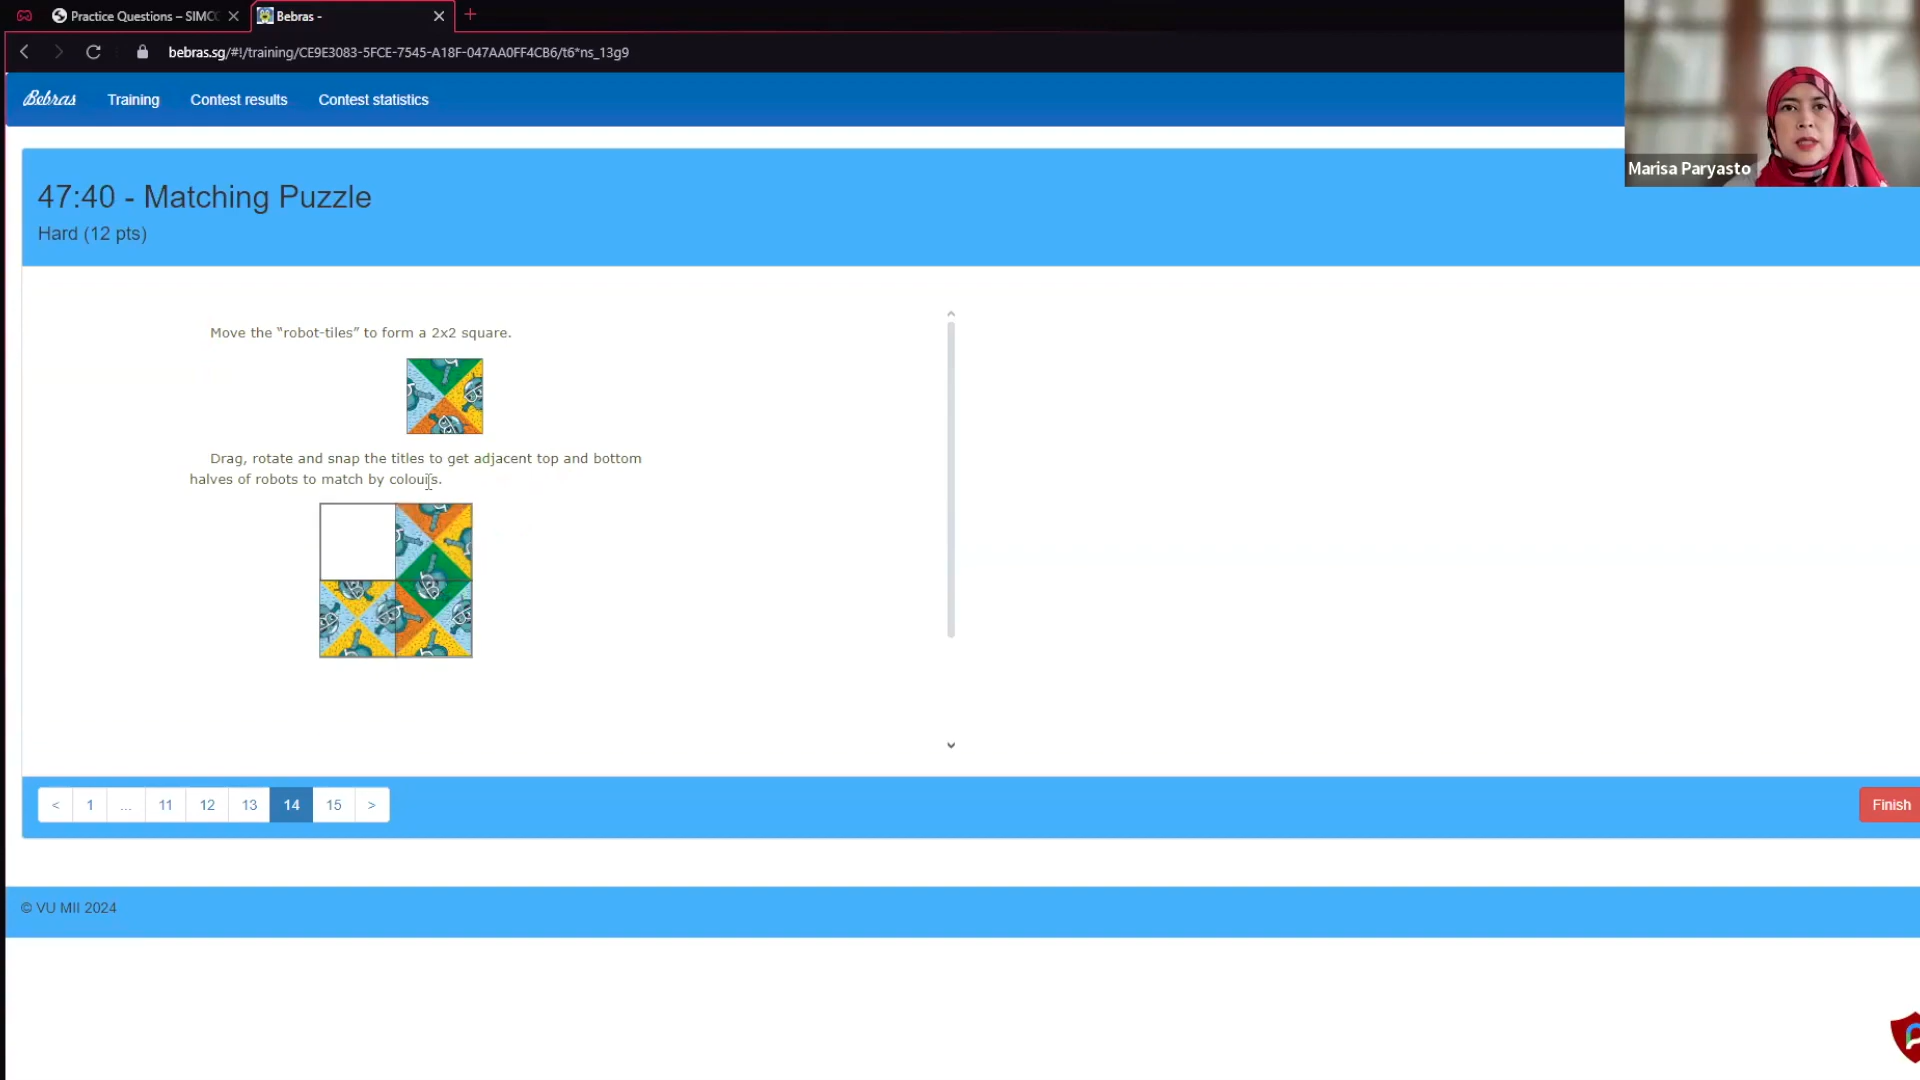 Practice Questions – SIMCC
Bebras -
bebras.sg/#!/training/CE9E3083-5FCE-7545-A18F-047AA0FF4CB6/t6*ns_13g9
Bebras Training Contest results Contest statistics
Marisa Paryasto
47:40 - Matching Puzzle
Hard (12 pts)
Move the “robot-tiles” to form a 2x2 square.
Drag, rotate and snap the titles to get adjacent top and bottom
halves of robots to match by colours.
< 1 ... 11 12 13 14 15 >
Finish
© VU MII 2024